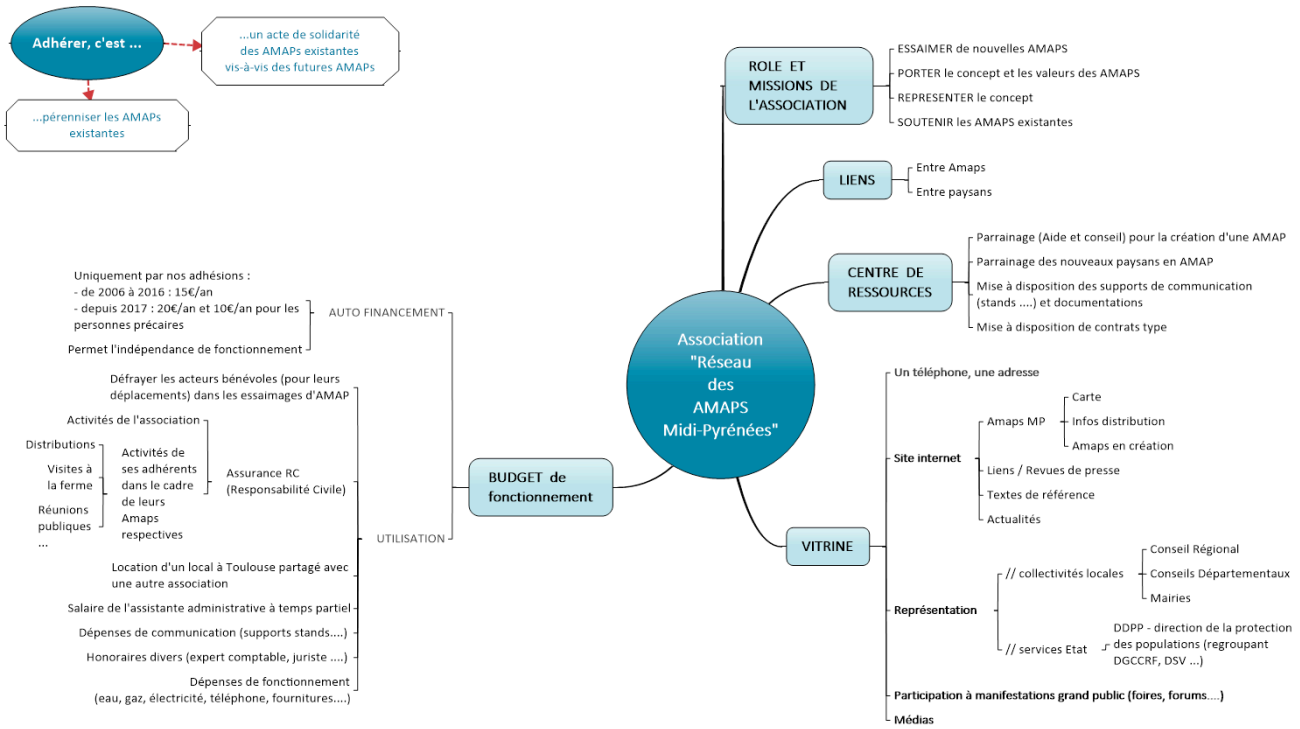 Adhérer, c'est ...
...un acte de solidarité
des AMAPs existantes
vis-à-vis des futures AMAPs
...pérenniser les AMAPs
existantes
Association
"Réseau
des
AMAPS
Midi-Pyrénées"
ROLE ET
MISSIONS DE
L'ASSOCIATION
ESSAIMER de nouvelles AMAPS
PORTER le concept et les valeurs des AMAPS
REPRESENTER le concept
SOUTENIR les AMAPS existantes
LIENS
Entre Amaps
Entre paysans
CENTRE DE
RESSOURCES
Parrainage (Aide et conseil) pour la création d'une AMAP
Parrainage des nouveaux paysans en AMAP
Mise à disposition des supports de communication
(stands ....) et documentations
Mise à disposition de contrats type
VITRINE
Un téléphone, une adresse
Site internet
Amaps MP
Carte
Infos distribution
Amaps en création
Liens / Revues de presse
Textes de référence
Actualités
Représentation
// collectivités locales
Conseil Régional
Conseils Départementaux
Mairies
// services Etat
DDPP - direction de la protection
des populations (regroupant
DGCCRF, DSV ...)
Participation à manifestations grand public (foires, forums....)
Médias
BUDGET de
fonctionnement
AUTO FINANCEMENT
Uniquement par nos adhésions :
- de 2006 à 2016 : 15€/an
- depuis 2017 : 20€/an et 10€/an pour les
personnes précaires
Permet l'indépendance de fonctionnement
UTILISATION
Défrayer les acteurs bénévoles (pour leurs
déplacements) dans les essaimages d'AMAP
Assurance RC
(Responsabilité Civile)
Activités de l'association
Activités de
ses adhérents
dans le cadre
de leurs
Amaps
respectives
Distributions
Visites à
la ferme
Réunions
publiques
...
Location d'un local à Toulouse partagé avec
une autre association
Salaire de l'assistante administrative à temps partiel
Dépenses de communication (supports stands....)
Honoraires divers (expert comptable, juriste ....)
Dépenses de fonctionnement
(eau, gaz, électricité, téléphone, fournitures....)